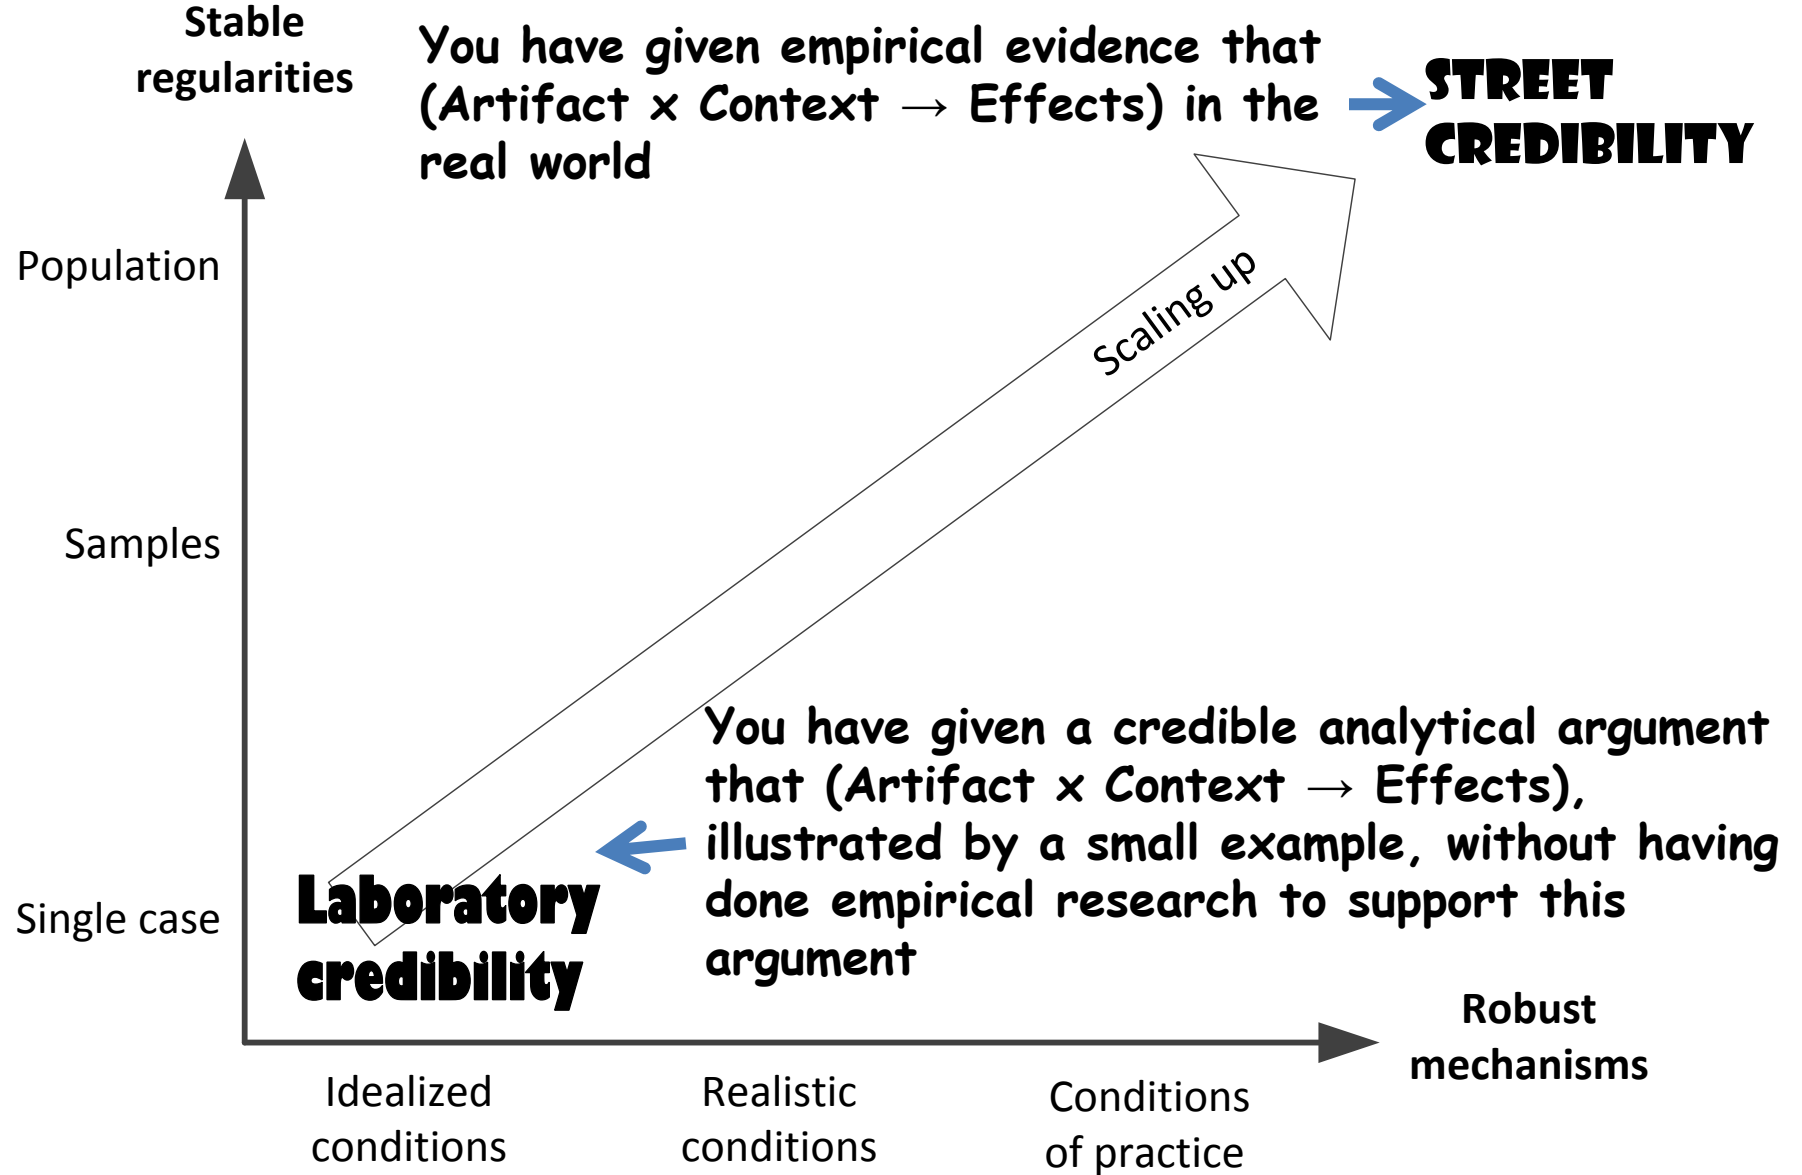 Stable
regularities
You have given empirical evidence that
(Artifact x Context → Effects) in the
real world
STREET
CREDIBILITY
Population
Scaling up
Samples
You have given a credible analytical argument
that (Artifact x Context → Effects),
illustrated by a small example, without having
done empirical research to support this
argument
Single case
Laboratory
credibility
Robust
mechanisms
Idealized
conditions
Realistic
conditions
Conditions
of practice